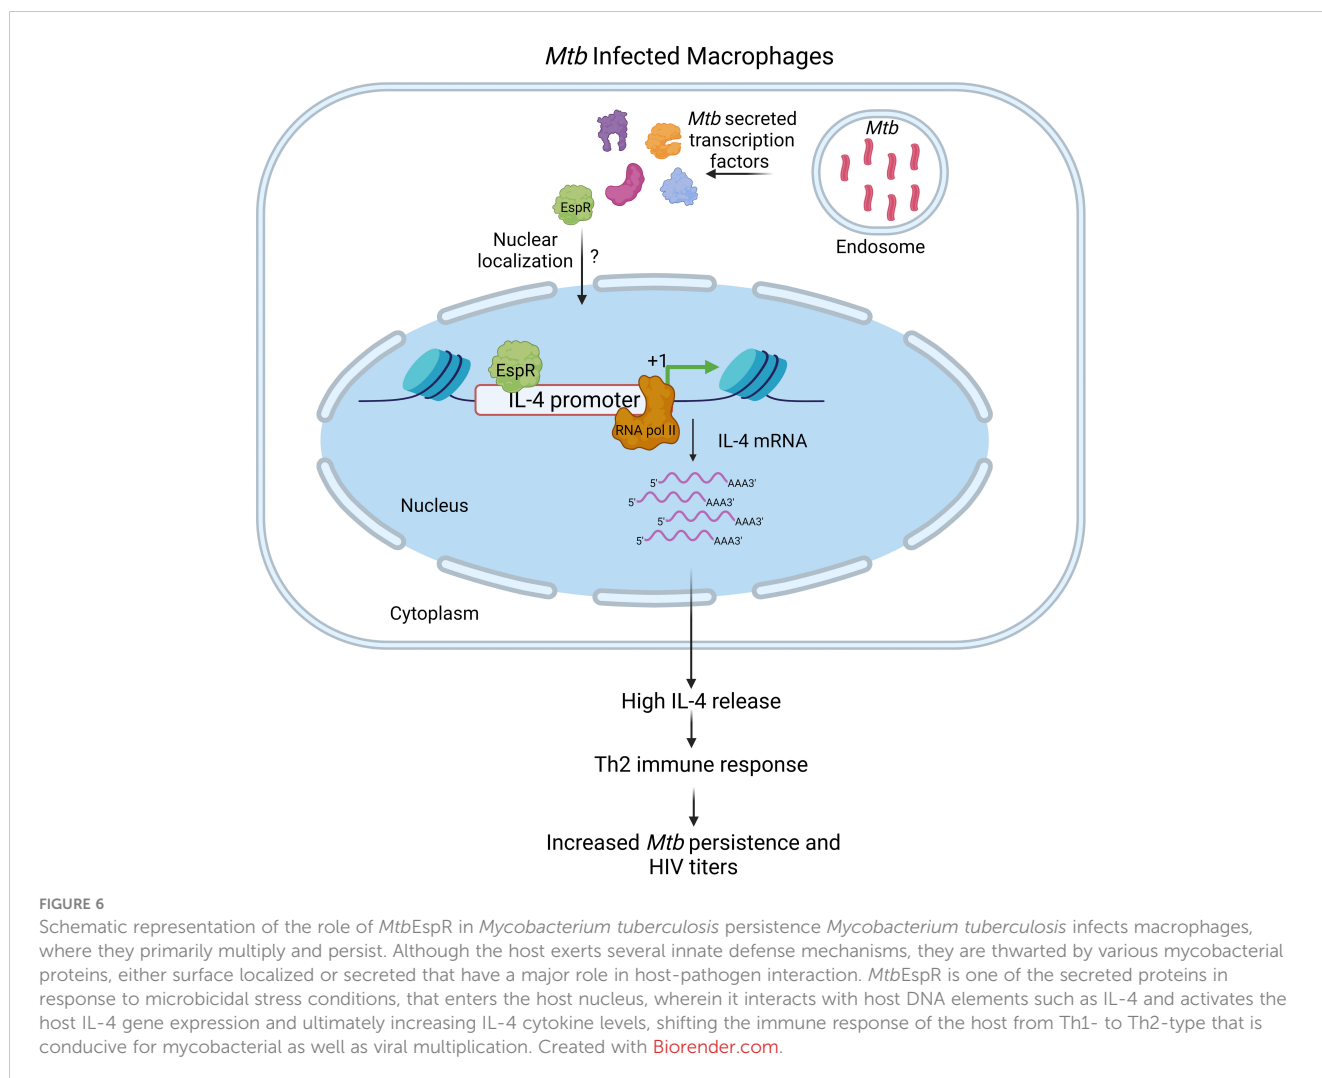 Mtb Infected Macrophages
Mtb secreted
transcription
factors
Mtb
EspR
Endosome
Nuclear
localization
?
EspR
+1
IL-4 promoter
RNA pol II
IL-4 mRNA
5' AAA3'
5' AAA3'
5' AAA3'
5' AAA3'
Nucleus
Cytoplasm
High IL-4 release
Th2 immune response
Increased Mtb persistence and
HIV titers
FIGURE 6
Schematic representation of the role of MtbEspR in Mycobacterium tuberculosis persistence Mycobacterium tuberculosis infects macrophages,
where they primarily multiply and persist. Although the host exerts several innate defense mechanisms, they are thwarted by various mycobacterial
proteins, either surface localized or secreted that have a major role in host-pathogen interaction. MtbEspR is one of the secreted proteins in
response to microbicidal stress conditions, that enters the host nucleus, wherein it interacts with host DNA elements such as IL-4 and activates the
host IL-4 gene expression and ultimately increasing IL-4 cytokine levels, shifting the immune response of the host from Th1- to Th2-type that is
conducive for mycobacterial as well as viral multiplication. Created with Biorender.com.